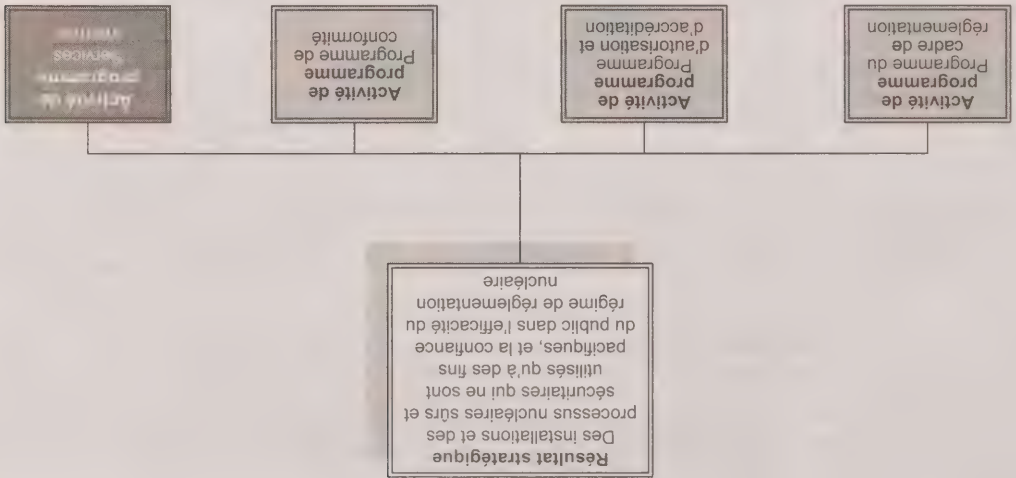 Résultat stratégique
Des installations et des
processus nucléaires sûrs et
sécuritaires qui ne sont
utilisés qu'à des fins
pacifiques, et la confiance
du public dans l'efficacité du
régime de réglementation
nucléaire
Activité de
programme
Programme du
cadre de
réglementation
Activité de
programme
Programme
d'autorisation et
d'accréditation
Activité de
programme
Programme de
conformité
Activité de
programme
Services
internes